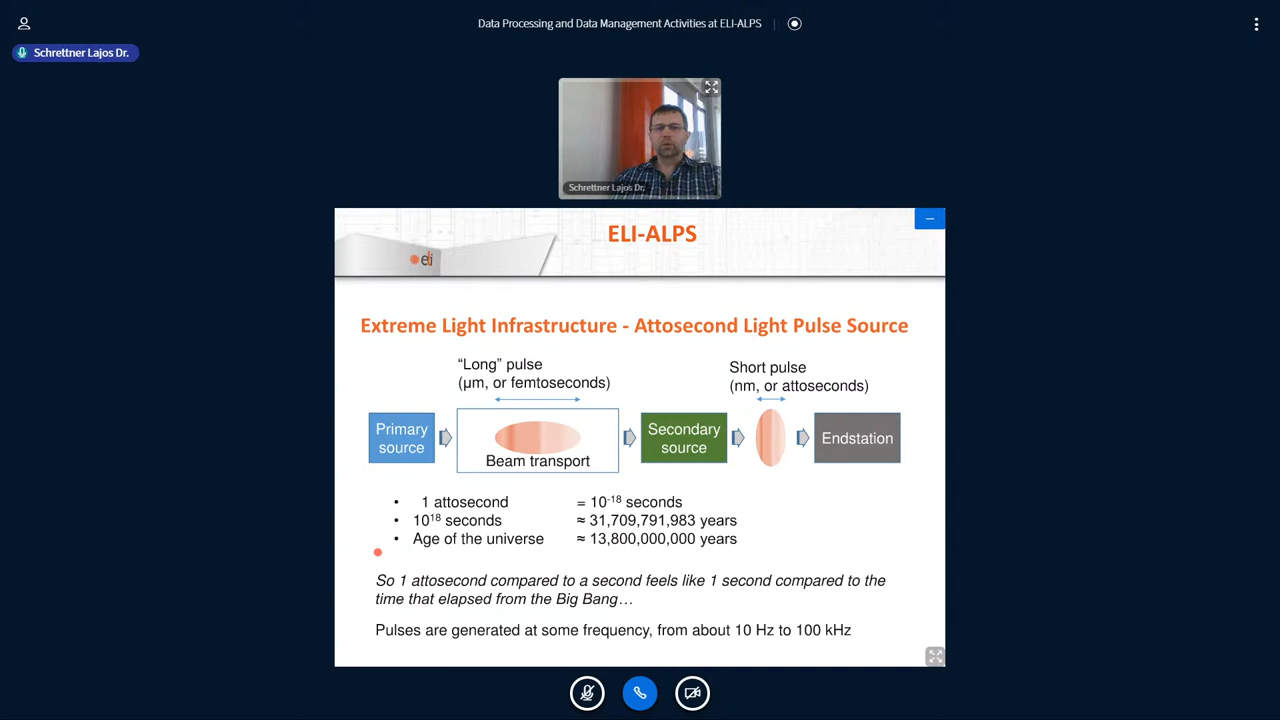 Data Processing and Data Management Activities at ELI-ALPS
Schrettner Lajos Dr.
Schrettner Lajos Dr.
ELI-ALPS
eli
Extreme Light Infrastructure - Attosecond Light Pulse Source
“Long” pulse
(μm, or femtoseconds)
Short pulse
(nm, or attoseconds)
Primary
source
Beam transport
Secondary
source
Endstation
• 1 attosecond = 10⁻¹⁸ seconds
• 10¹⁸ seconds ≈ 31,709,791,983 years
• Age of the universe ≈ 13,800,000,000 years
So 1 attosecond compared to a second feels like 1 second compared to the
time that elapsed from the Big Bang…
Pulses are generated at some frequency, from about 10 Hz to 100 kHz